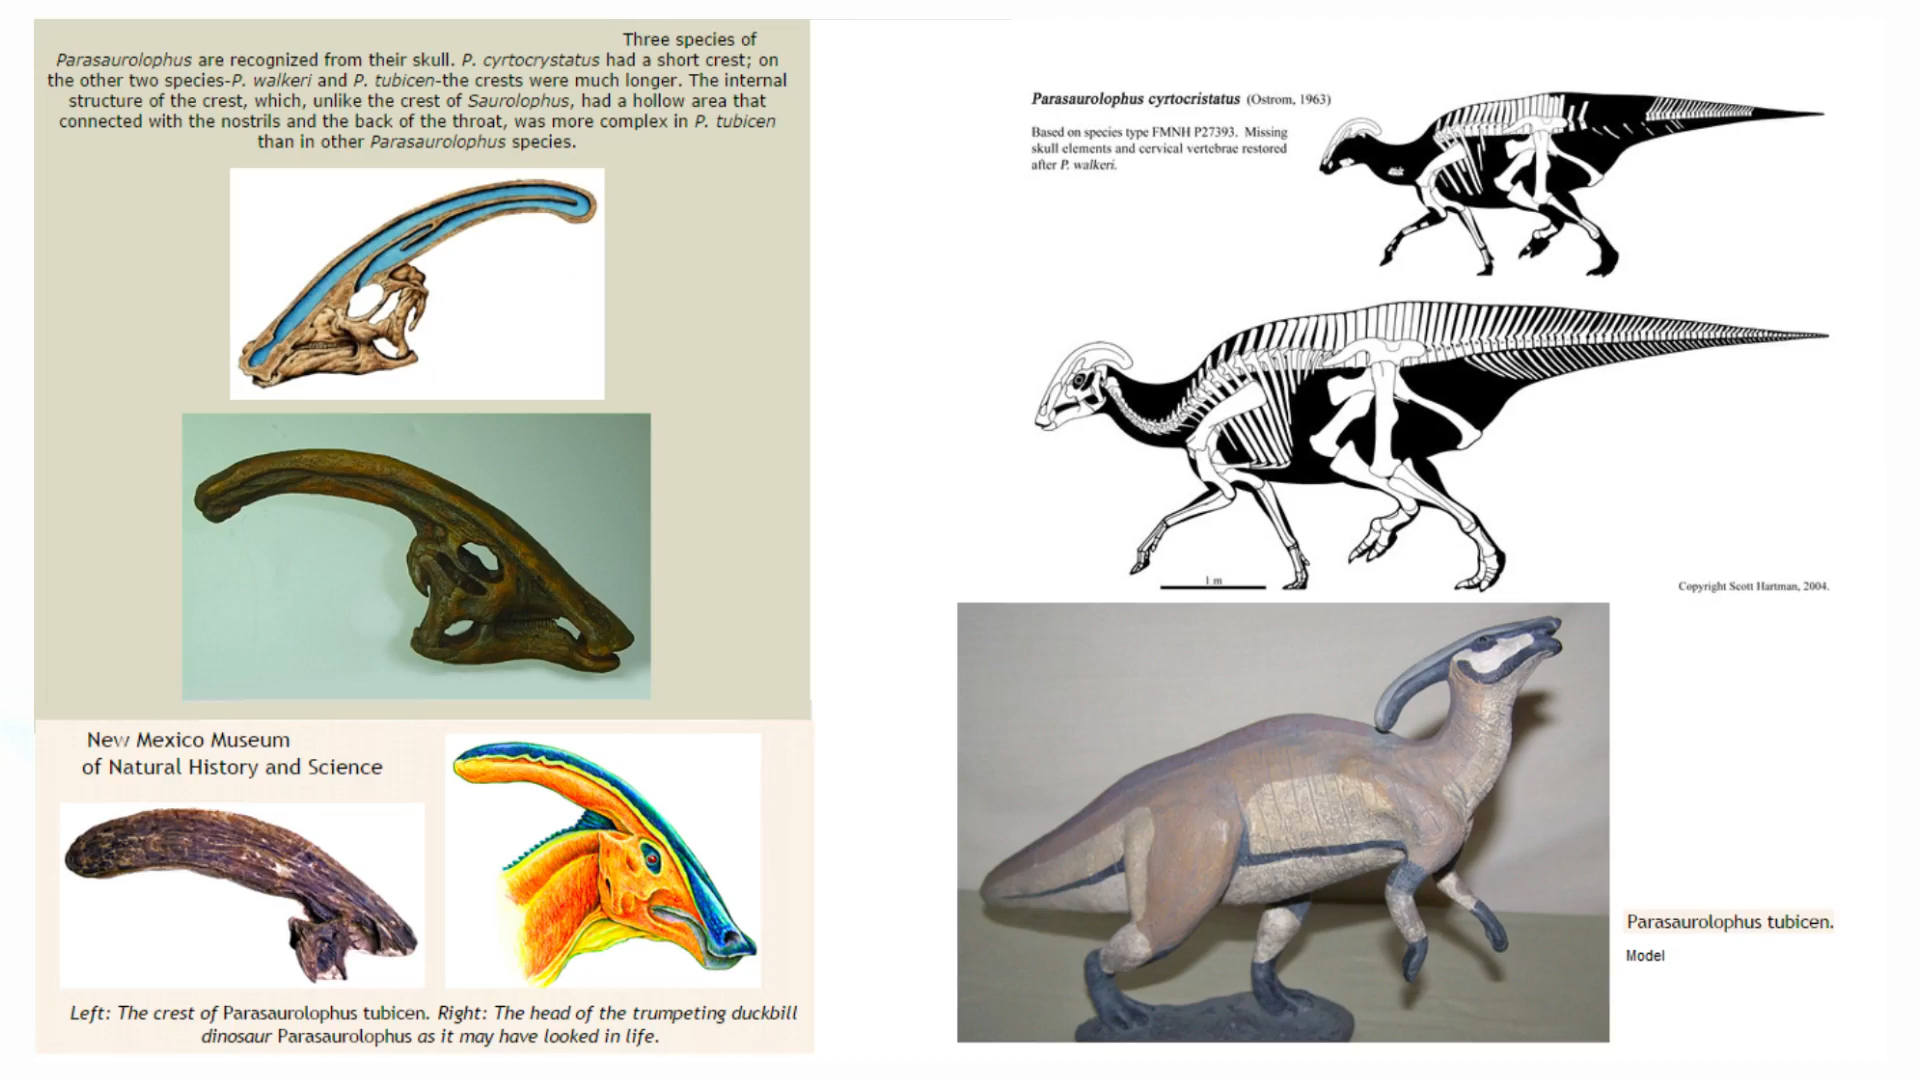 Three species of
Parasaurolophus are recognized from their skull. P. cyrtocrystatus had a short crest; on
the other two species-P. walkeri and P. tubicen-the crests were much longer. The internal
structure of the crest, which, unlike the crest of Saurolophus, had a hollow area that
connected with the nostrils and the back of the throat, was more complex in P. tubicen
than in other Parasaurolophus species.
New Mexico Museum
of Natural History and Science
Left: The crest of Parasaurolophus tubicen. Right: The head of the trumpeting duckbill
dinosaur Parasaurolophus as it may have looked in life.
Parasaurolophus cyrtocristatus (Ostrom, 1963)
Based on species type FMNH P27393. Missing
skull elements and cervical vertebrae restored
after P. walkeri.
1 m
Copyright Scott Hartman, 2004.
Parasaurolophus tubicen.
Model